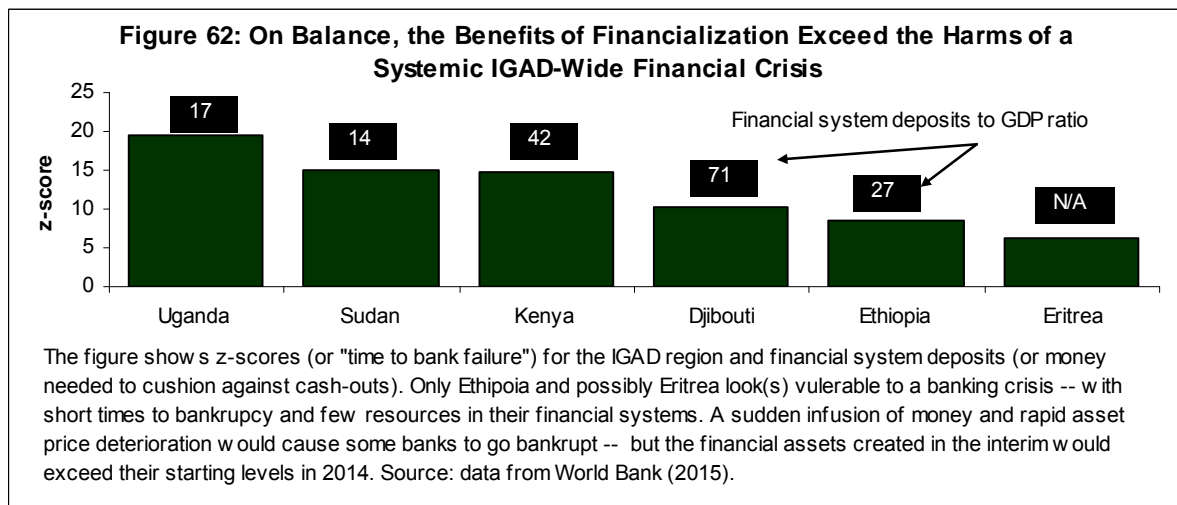 Figure 62: On Balance, the Benefits of Financialization Exceed the Harms of a
Systemic IGAD-Wide Financial Crisis
25
20
15
10
5
0
z-score
17
14
42
71
27
N/A
Financial system deposits to GDP ratio
Uganda
Sudan
Kenya
Djibouti
Ethiopia
Eritrea
The figure shows z-scores (or "time to bank failure") for the IGAD region and financial system deposits (or money
needed to cushion against cash-outs). Only Ethipoia and possibly Eritrea look(s) vulerable to a banking crisis -- with
short times to bankrupcy and few resources in their financial systems. A sudden infusion of money and rapid asset
price deterioration would cause some banks to go bankrupt -- but the financial assets created in the interim would
exceed their starting levels in 2014. Source: data from World Bank (2015).